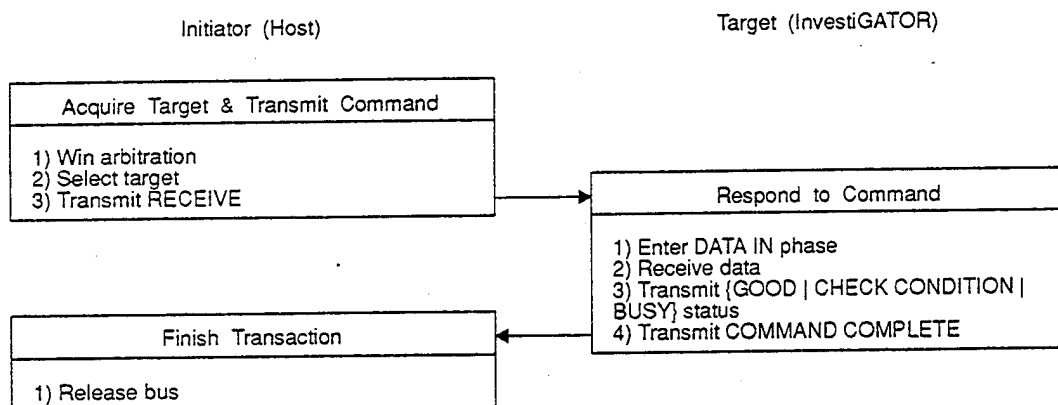 Initiator (Host)
Target (InvestiGATOR)
Acquire Target & Transmit Command
1) Win arbitration
2) Select target
3) Transmit RECEIVE
Respond to Command
1) Enter DATA IN phase
2) Receive data
3) Transmit {GOOD | CHECK CONDITION |
BUSY} status
4) Transmit COMMAND COMPLETE
Finish Transaction
1) Release bus